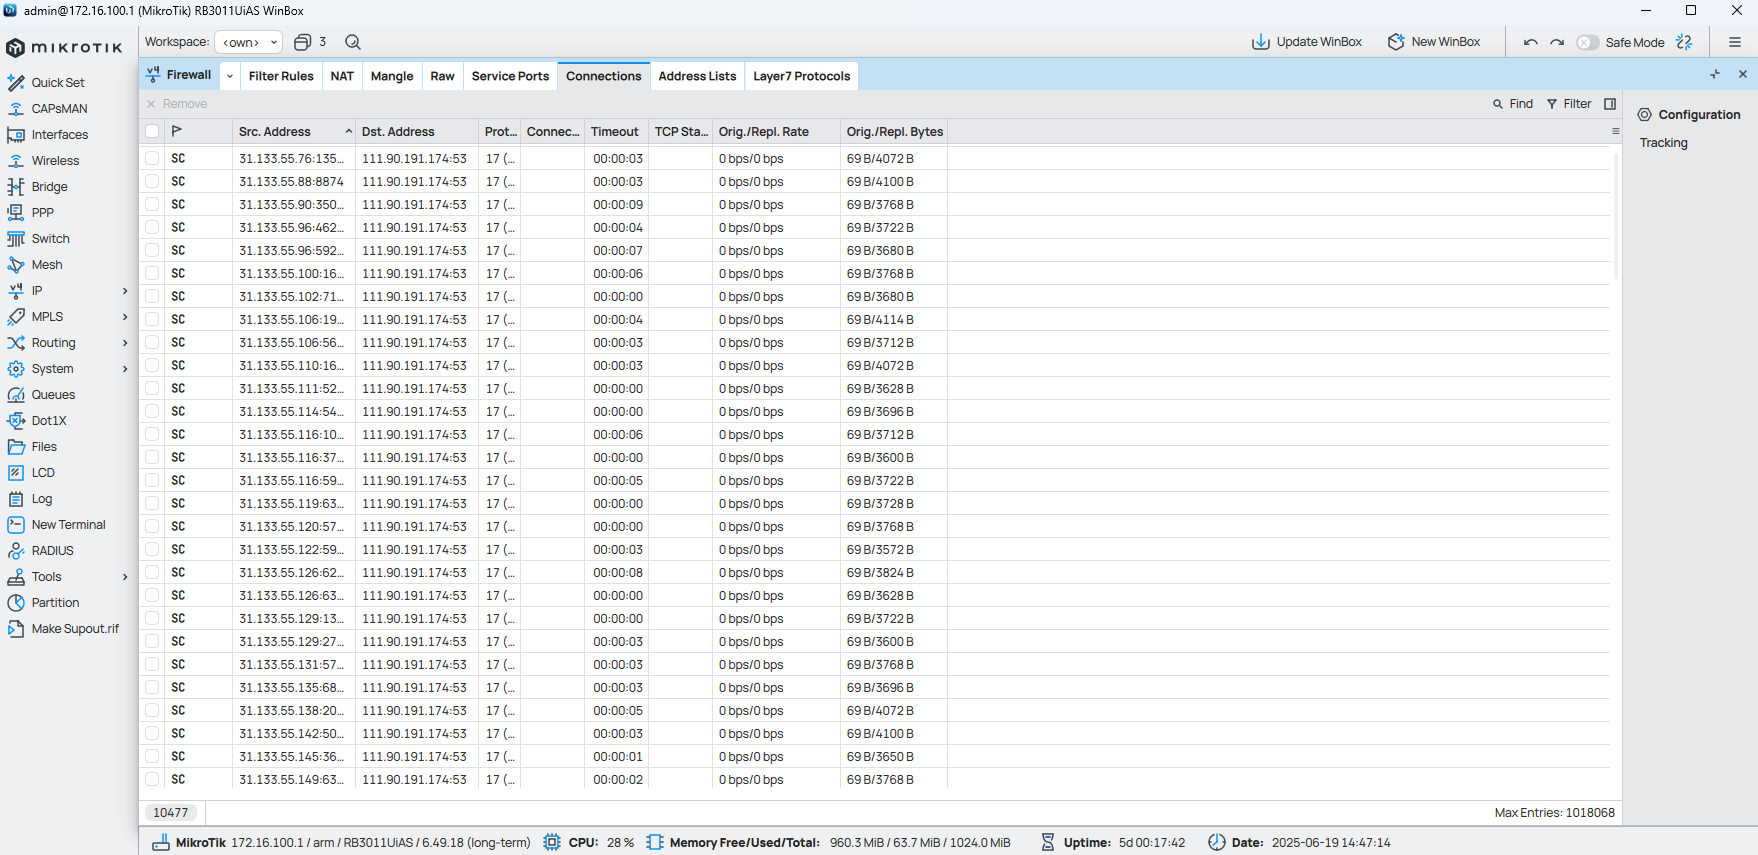 admin@172.16.100.1 (MikroTik) RB3011UiAS WinBox
MikroTik
Workspace: <own> 3 Update WinBox New WinBox Safe Mode
Quick Set
CAPsMAN
Interfaces
Wireless
Bridge
PPP
Switch
Mesh
IP
MPLS
Routing
System
Queues
Dot1X
Files
LCD
Log
New Terminal
RADIUS
Tools
Partition
Make Supout.rif
Firewall Filter Rules NAT Mangle Raw Service Ports Connections Address Lists Layer7 Protocols
Remove Find Filter
Src. Address Dst. Address Prot... Connec... Timeout TCP Sta... Orig./Repl. Rate Orig./Repl. Bytes
SC 31.133.55.76:135... 111.90.191.174:53 17 (... 00:00:03 0 bps/0 bps 69 B/4072 B
SC 31.133.55.88:8874 111.90.191.174:53 17 (... 00:00:03 0 bps/0 bps 69 B/4100 B
SC 31.133.55.90:350... 111.90.191.174:53 17 (... 00:00:09 0 bps/0 bps 69 B/3768 B
SC 31.133.55.96:462... 111.90.191.174:53 17 (... 00:00:04 0 bps/0 bps 69 B/3722 B
SC 31.133.55.96:592... 111.90.191.174:53 17 (... 00:00:07 0 bps/0 bps 69 B/3680 B
SC 31.133.55.100:16... 111.90.191.174:53 17 (... 00:00:06 0 bps/0 bps 69 B/3768 B
SC 31.133.55.102:71... 111.90.191.174:53 17 (... 00:00:00 0 bps/0 bps 69 B/3680 B
SC 31.133.55.106:19... 111.90.191.174:53 17 (... 00:00:04 0 bps/0 bps 69 B/4114 B
SC 31.133.55.106:56... 111.90.191.174:53 17 (... 00:00:03 0 bps/0 bps 69 B/3712 B
SC 31.133.55.110:16... 111.90.191.174:53 17 (... 00:00:03 0 bps/0 bps 69 B/4072 B
SC 31.133.55.111:52... 111.90.191.174:53 17 (... 00:00:00 0 bps/0 bps 69 B/3628 B
SC 31.133.55.114:54... 111.90.191.174:53 17 (... 00:00:00 0 bps/0 bps 69 B/3696 B
SC 31.133.55.116:10... 111.90.191.174:53 17 (... 00:00:06 0 bps/0 bps 69 B/3712 B
SC 31.133.55.116:37... 111.90.191.174:53 17 (... 00:00:00 0 bps/0 bps 69 B/3600 B
SC 31.133.55.116:59... 111.90.191.174:53 17 (... 00:00:05 0 bps/0 bps 69 B/3722 B
SC 31.133.55.119:63... 111.90.191.174:53 17 (... 00:00:00 0 bps/0 bps 69 B/3728 B
SC 31.133.55.120:57... 111.90.191.174:53 17 (... 00:00:00 0 bps/0 bps 69 B/3768 B
SC 31.133.55.122:59... 111.90.191.174:53 17 (... 00:00:03 0 bps/0 bps 69 B/3572 B
SC 31.133.55.126:62... 111.90.191.174:53 17 (... 00:00:08 0 bps/0 bps 69 B/3824 B
SC 31.133.55.126:63... 111.90.191.174:53 17 (... 00:00:00 0 bps/0 bps 69 B/3628 B
SC 31.133.55.129:13... 111.90.191.174:53 17 (... 00:00:00 0 bps/0 bps 69 B/3722 B
SC 31.133.55.129:27... 111.90.191.174:53 17 (... 00:00:03 0 bps/0 bps 69 B/3600 B
SC 31.133.55.131:57... 111.90.191.174:53 17 (... 00:00:03 0 bps/0 bps 69 B/3768 B
SC 31.133.55.135:68... 111.90.191.174:53 17 (... 00:00:03 0 bps/0 bps 69 B/3696 B
SC 31.133.55.138:20... 111.90.191.174:53 17 (... 00:00:05 0 bps/0 bps 69 B/4072 B
SC 31.133.55.142:50... 111.90.191.174:53 17 (... 00:00:03 0 bps/0 bps 69 B/4100 B
SC 31.133.55.145:36... 111.90.191.174:53 17 (... 00:00:01 0 bps/0 bps 69 B/3650 B
SC 31.133.55.149:63... 111.90.191.174:53 17 (... 00:00:02 0 bps/0 bps 69 B/3768 B
10477 Max Entries: 1018068
Configuration
Tracking
MikroTik 172.16.100.1 / arm / RB3011UiAS / 6.49.18 (long-term) CPU: 28 % Memory Free/Used/Total: 960.3 MiB / 63.7 MiB / 1024.0 MiB Uptime: 5d 00:17:42 Date: 2025-06-19 14:47:14